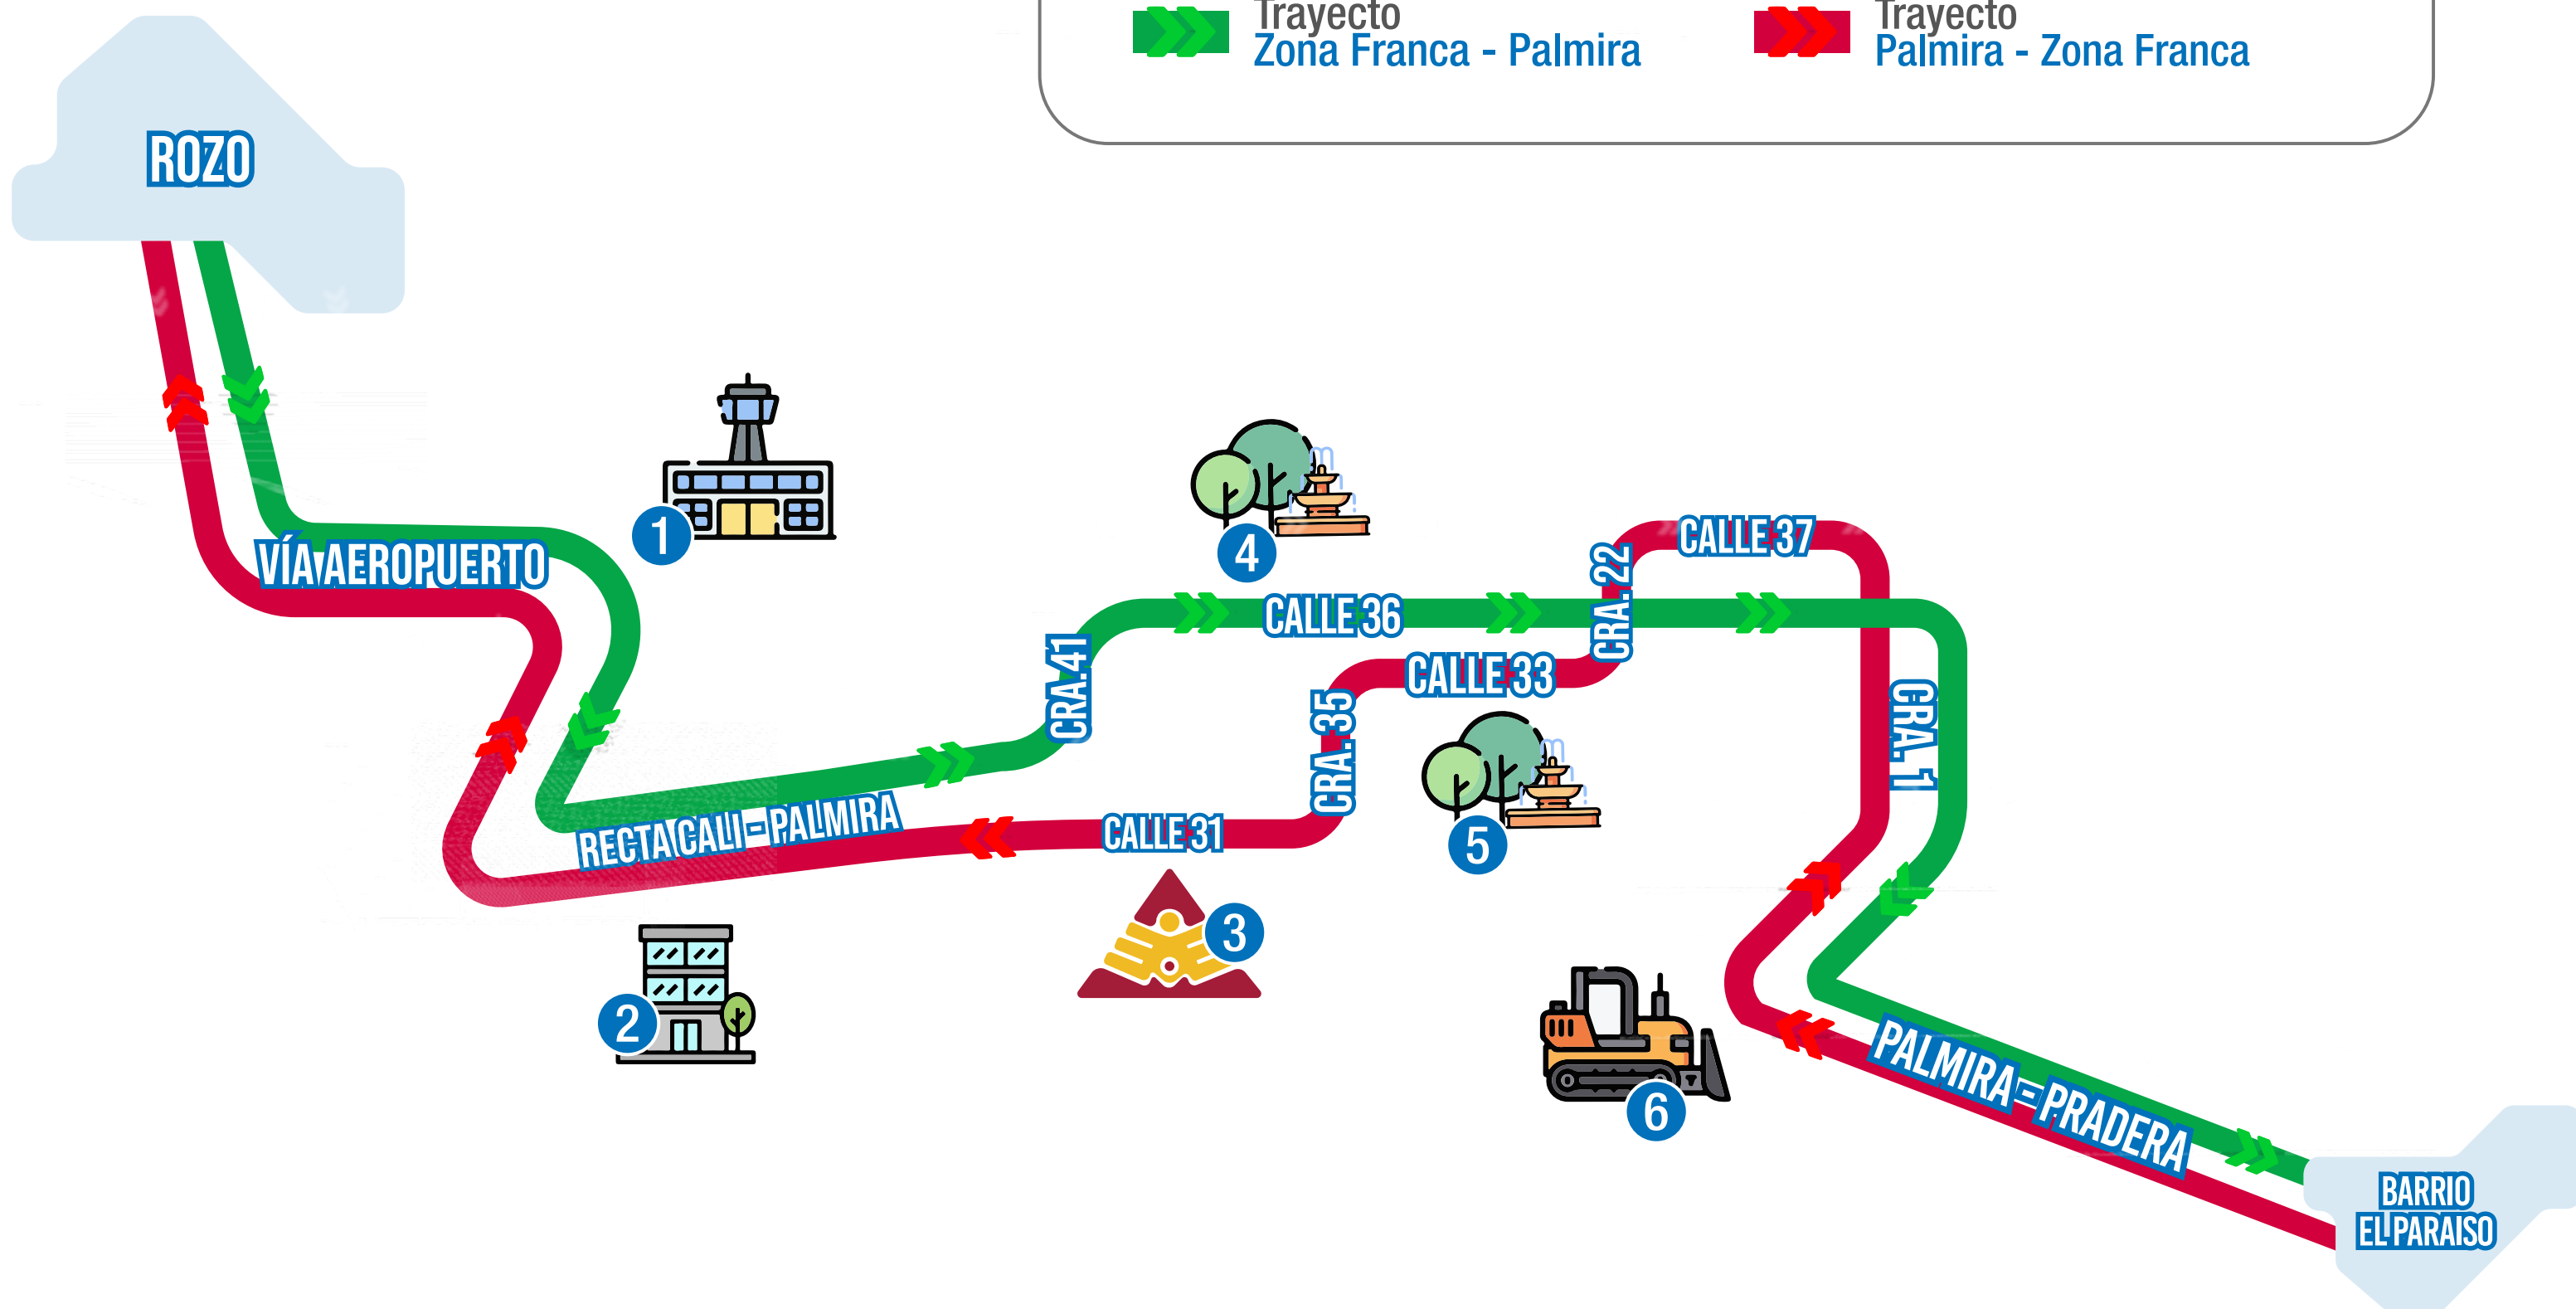 Trayecto
Zona Franca - Palmira
Trayecto
Palmira - Zona Franca
ROZO
1
4
VÍA AEROPUERTO
CALLE 37
CRA. 22
CALLE 36
CRA. 41
CALLE 33
CRA. 35
CRA. 1
RECTA CALI - PALMIRA
CALLE 31
5
3
2
6
PALMIRA - PRADERA
BARRIO
EL PARAISO